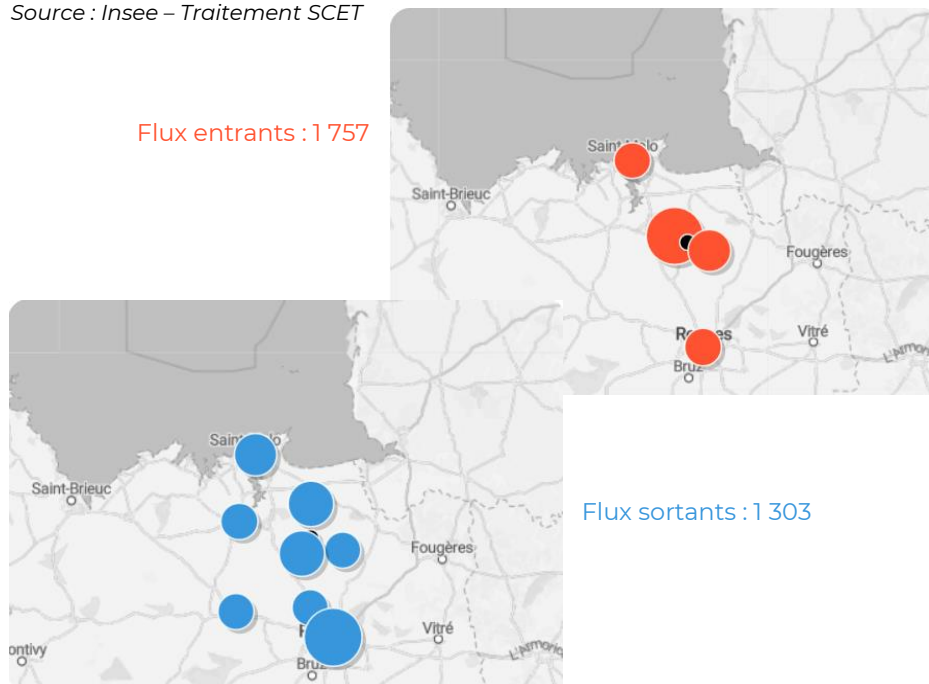 Source : Insee – Traitement SCET
Flux entrants : 1 757
Saint-Brieuc
Fougères
Vitré
Bruz
Flux sortants : 1 303
Saint-Brieuc
Fougères
Vitré
Bruz